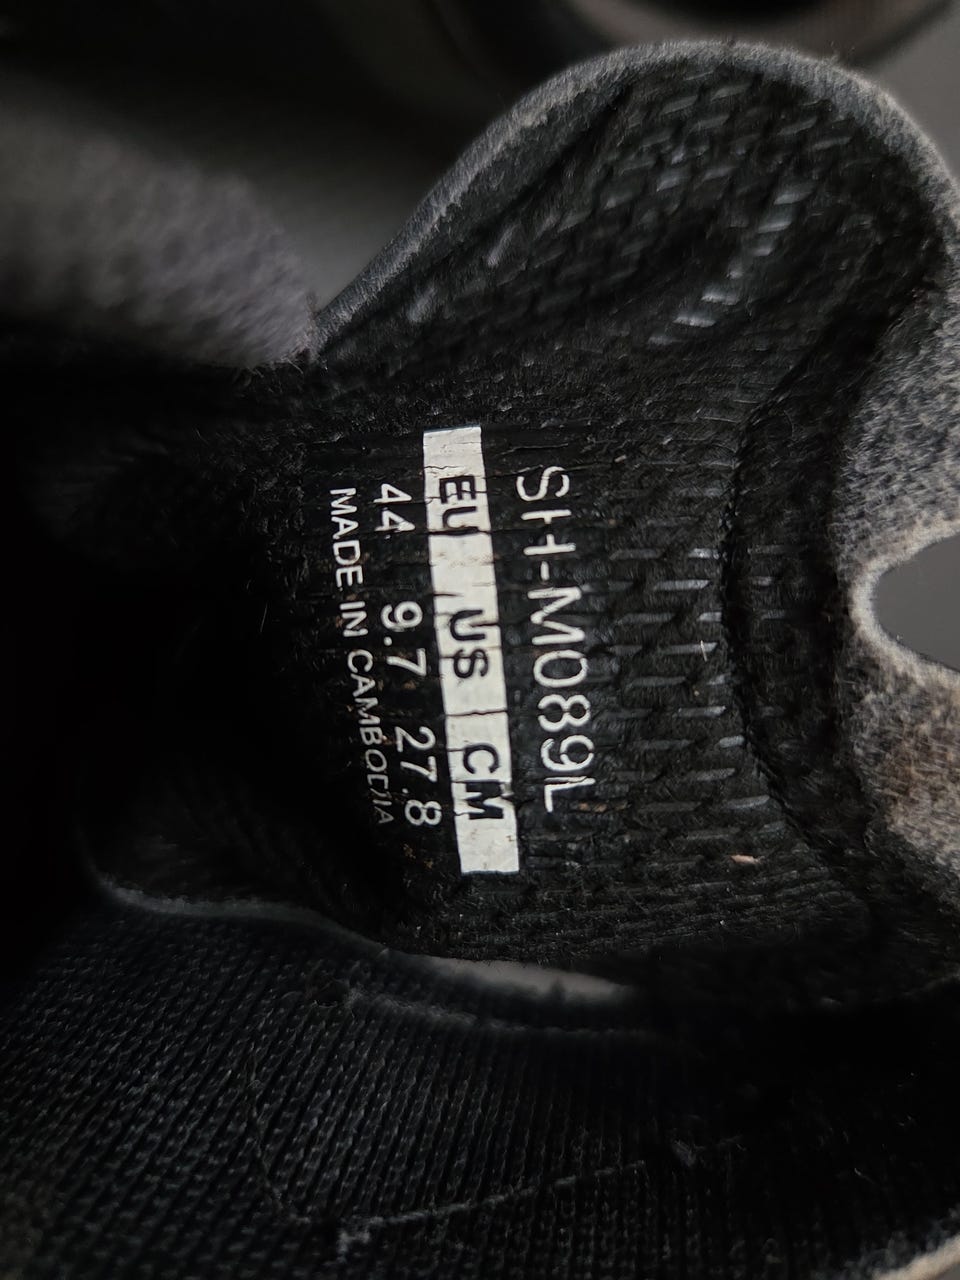 SH-M089L
EU US CM
44 9.7 27.8
MADE IN CAMBODIA